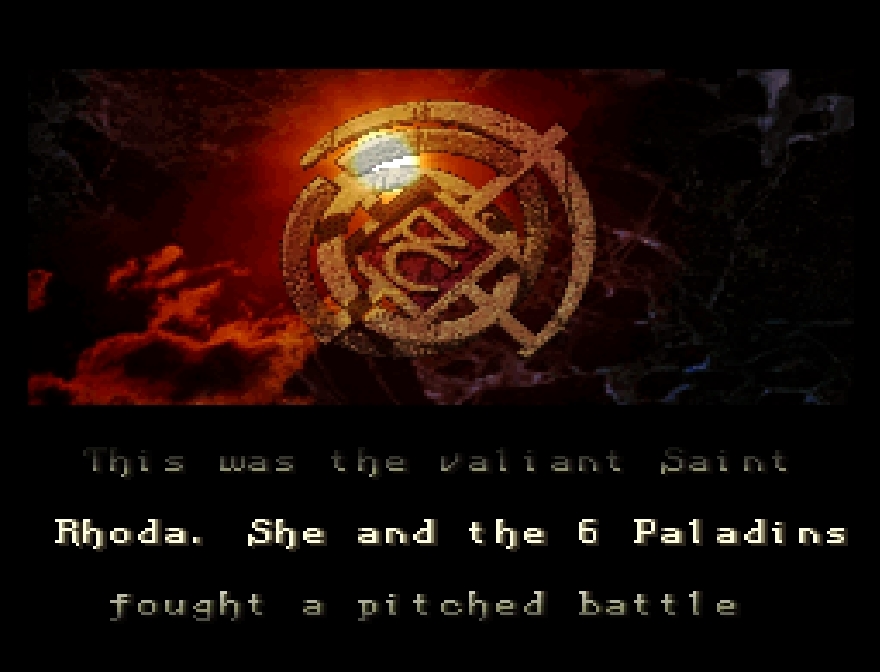 This was the valiant Saint
Rhoda. She and the 6 Paladins
fought a pitched battle